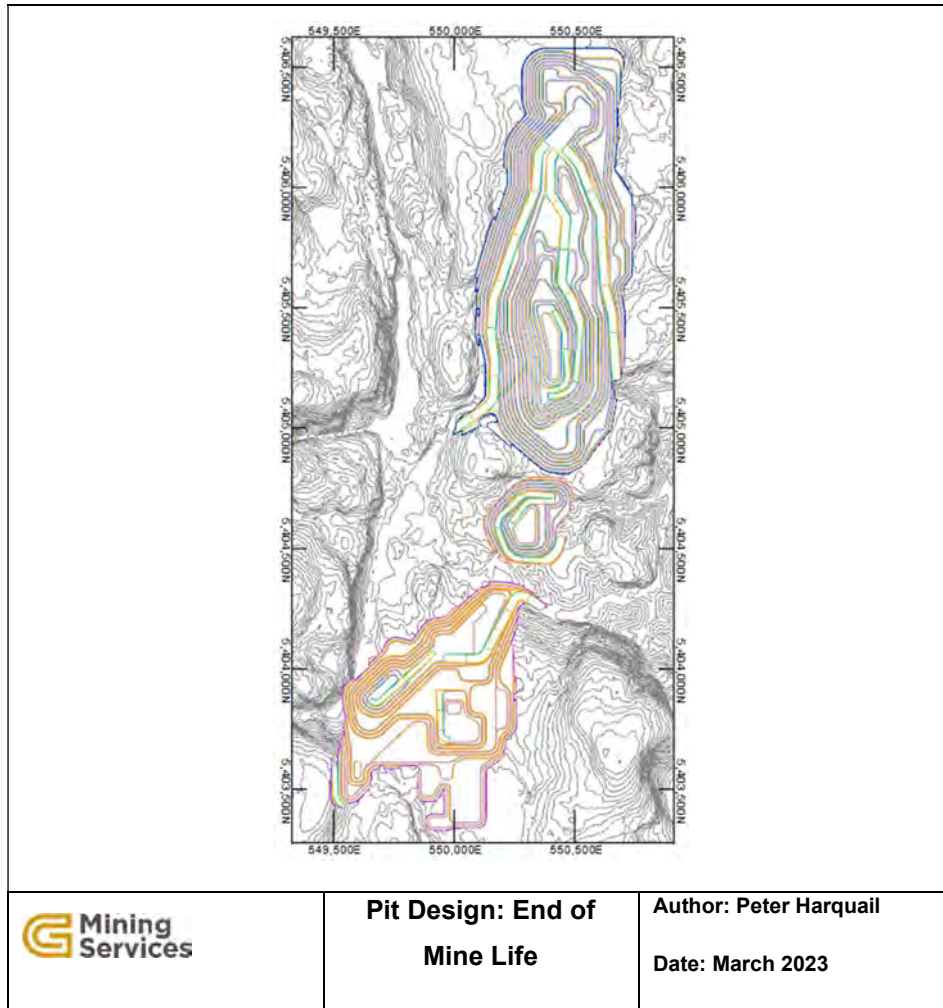 549,500E 550,000E 550,500E
5,406,500N 5,406,500N
5,406,000N 5,406,000N
5,405,500N 5,405,500N
5,405,000N 5,405,000N
5,404,500N 5,404,500N
5,404,000N 5,404,000N
5,403,500N 5,403,500N
549,500E 550,000E 550,500E
G Mining
Services
Pit Design: End of
Mine Life
Author: Peter Harquail
Date: March 2023